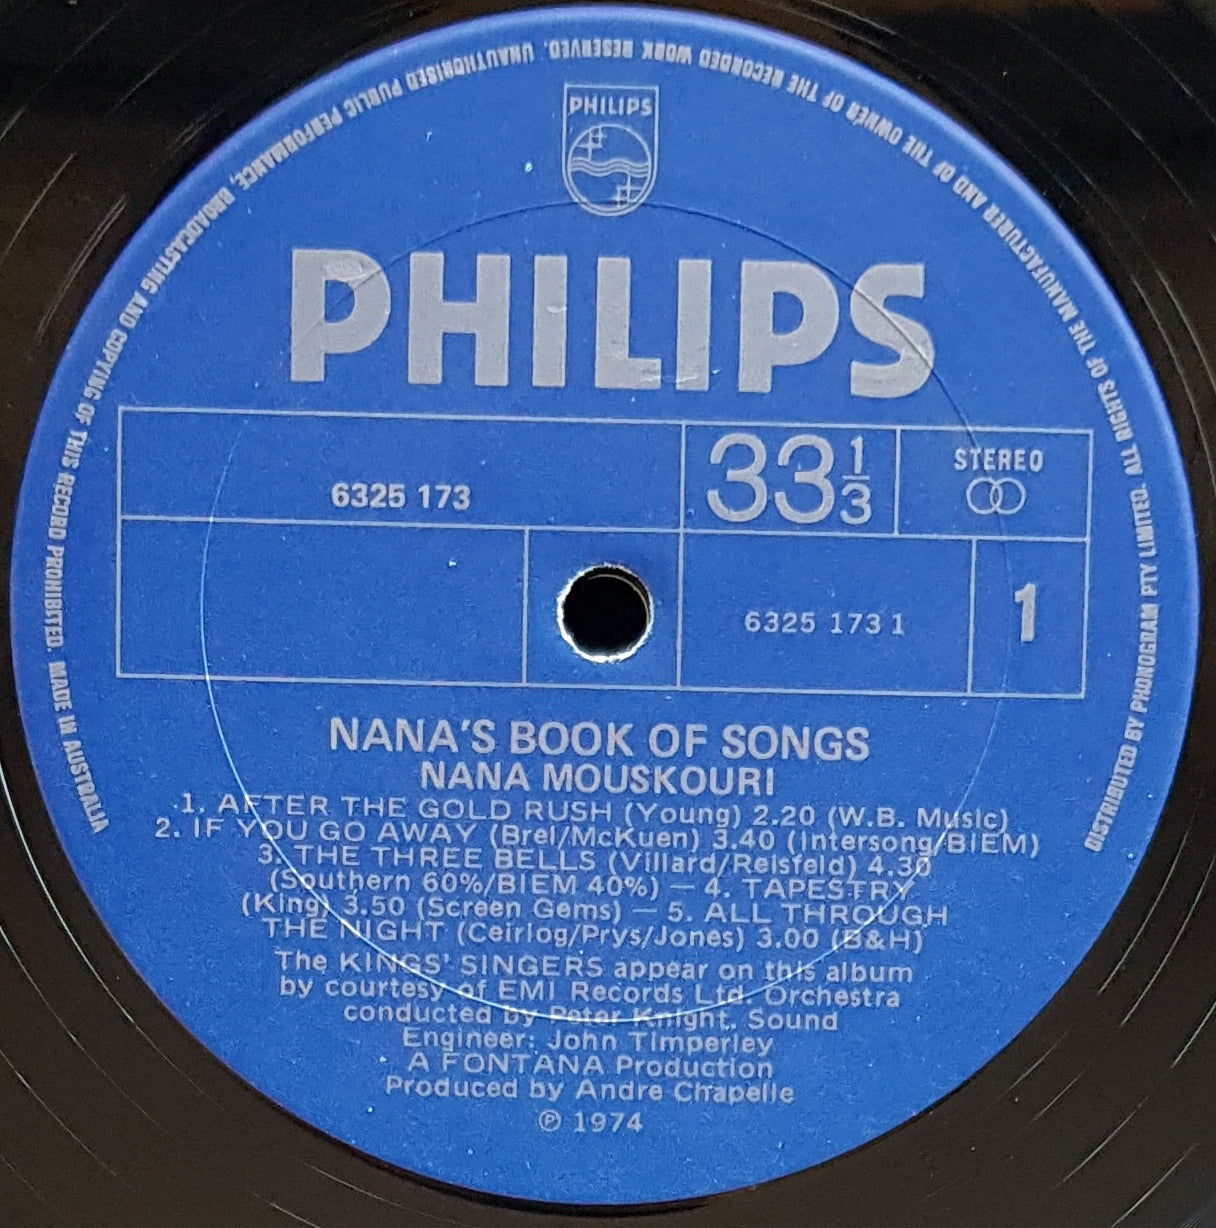 PHILIPS
PHILIPS
6325 173
33 1/3
STEREO
6325 173 1
1
NANA'S BOOK OF SONGS
NANA MOUSKOURI
1. AFTER THE GOLD RUSH (Young) 2.20 (W.B. Music)
2. IF YOU GO AWAY (Brel/McKuen) 3.40 (Intersong/BIEM)
3. THE THREE BELLS (Villard/Reisfeld) 4.30
(Southern 60%/BIEM 40%) — 4. TAPESTRY
(King) 3.50 (Screen Gems) — 5. ALL THROUGH
THE NIGHT (Ceirlog/Prys/Jones) 3.00 (B&H)
The KINGS' SINGERS appear on this album
by courtesy of EMI Records Ltd. Orchestra
conducted by Peter Knight. Sound
Engineer: John Timperley
A FONTANA Production
Produced by Andre Chapelle
℗ 1974
DISTRIBUTED BY PHONOGRAM PTY LIMITED. ALL RIGHTS OF THE MANUFACTURER AND OF THE OWNER OF THE RECORDED WORK RESERVED. UNAUTHORISED PUBLIC PERFORMANCE, BROADCASTING AND COPYING OF THIS RECORD PROHIBITED. MADE IN AUSTRALIA